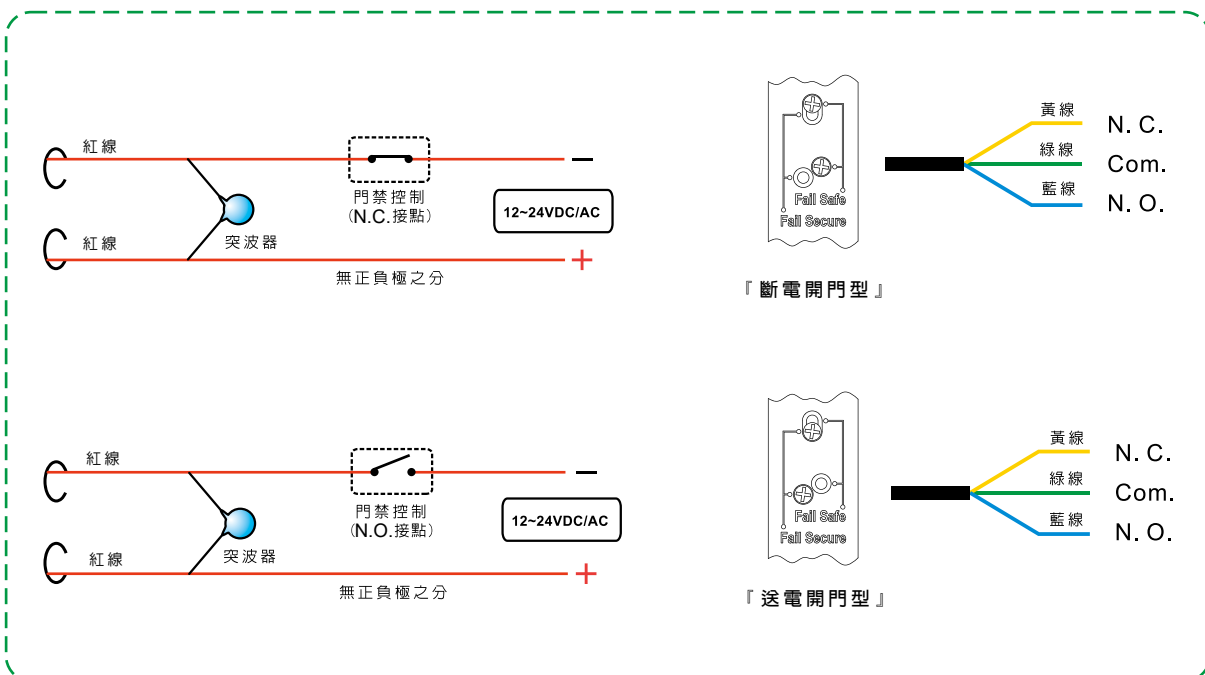 紅線
門禁控制
(N.C.接點)
12~24VDC/AC
突波器
紅線
無正負極之分
Fail Safe
Fail Secure
『斷電開門型』
黃線
N.C.
綠線
Com.
藍線
N.O.
紅線
門禁控制
(N.O.接點)
12~24VDC/AC
突波器
紅線
無正負極之分
Fail Safe
Fail Secure
『送電開門型』
黃線
N.C.
綠線
Com.
藍線
N.O.